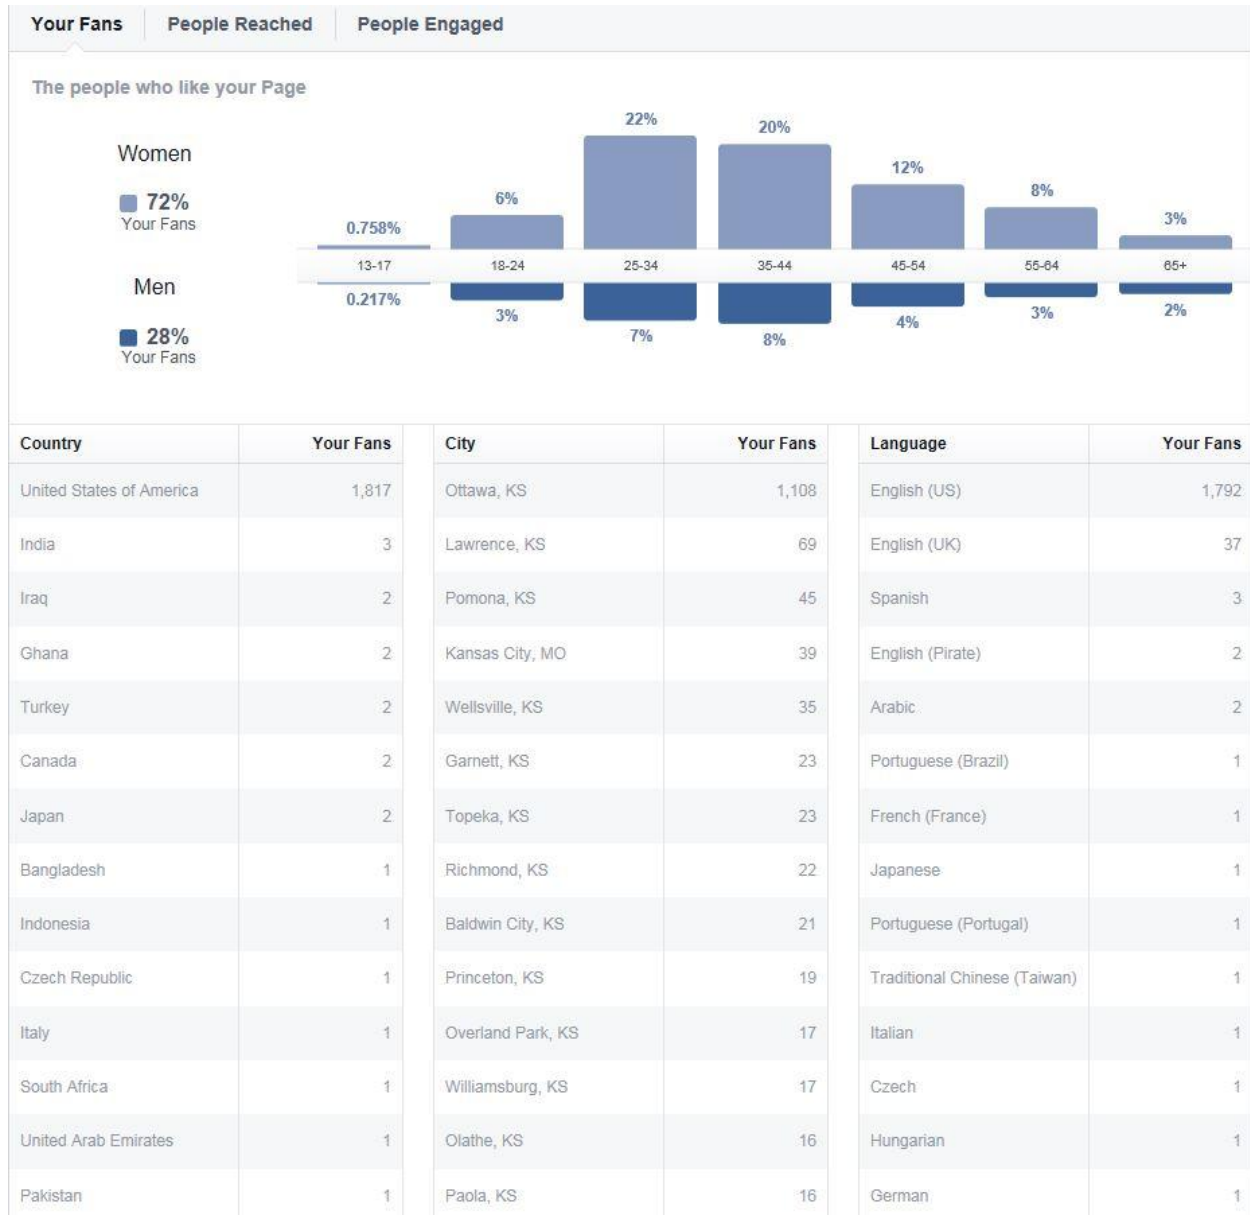 Your Fans People Reached People Engaged
The people who like your Page
Women
72%
Your Fans
Men
28%
Your Fans
0.758% 6% 22% 20% 12% 8% 3%
13-17 18-24 25-34 35-44 45-54 55-64 65+
0.217% 3% 7% 8% 4% 3% 2%
Country Your Fans City Your Fans Language Your Fans
United States of America 1,817 Ottawa, KS 1,108 English (US) 1,792
India 3 Lawrence, KS 69 English (UK) 37
Iraq 2 Pomona, KS 45 Spanish 3
Ghana 2 Kansas City, MO 39 English (Pirate) 2
Turkey 2 Wellsville, KS 35 Arabic 2
Canada 2 Garnett, KS 23 Portuguese (Brazil) 1
Japan 2 Topeka, KS 23 French (France) 1
Bangladesh 1 Richmond, KS 22 Japanese 1
Indonesia 1 Baldwin City, KS 21 Portuguese (Portugal) 1
Czech Republic 1 Princeton, KS 19 Traditional Chinese (Taiwan) 1
Italy 1 Overland Park, KS 17 Italian 1
South Africa 1 Williamsburg, KS 17 Czech 1
United Arab Emirates 1 Olathe, KS 16 Hungarian 1
Pakistan 1 Paola, KS 16 German 1